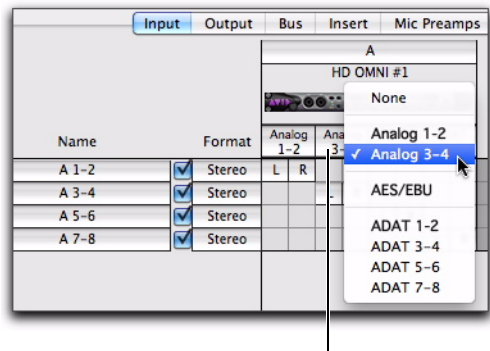 Input Output Bus Insert Mic Preamps
A
HD OMNI #1
None
Name Format Analog 1-2 Analog 1-2
Analog 3-4
A 1-2 Stereo L R
A 3-4 Stereo AES/EBU
A 5-6 Stereo ADAT 1-2
A 7-8 Stereo ADAT 3-4
ADAT 5-6
ADAT 7-8